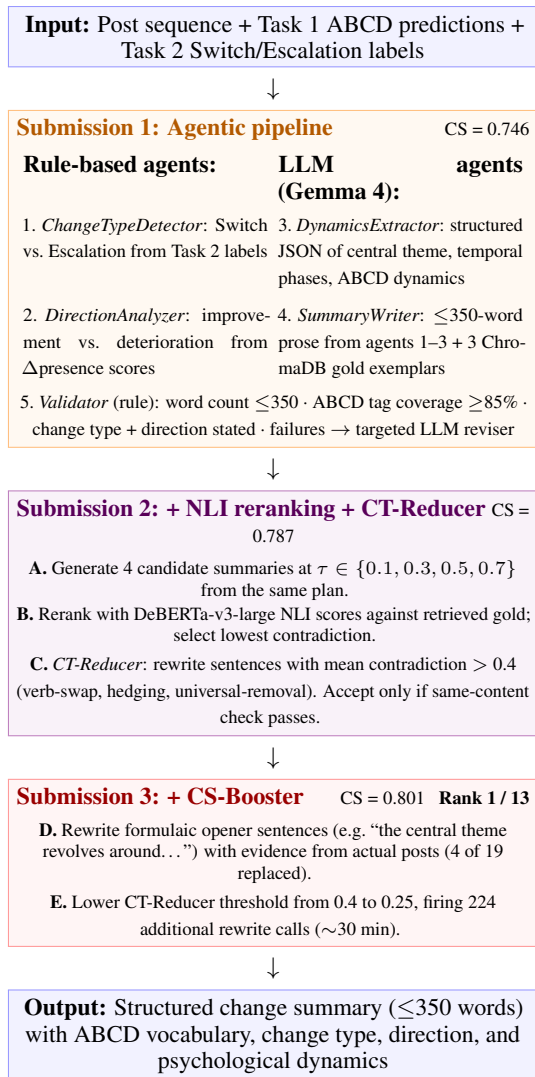 Input: Post sequence + Task 1 ABCD predictions +
Task 2 Switch/Escalation labels
↓
Submission 1: Agentic pipeline CS = 0.746
Rule-based agents:
1. ChangeTypeDetector: Switch
vs. Escalation from Task 2 labels
2. DirectionAnalyzer: improve-
ment vs. deterioration from
Δpresence scores
LLM agents
(Gemma 4):
3. DynamicsExtractor: structured
JSON of central theme, temporal
phases, ABCD dynamics
4. SummaryWriter: ≤350-word
prose from agents 1–3 + 3 Chro-
maDB gold exemplars
5. Validator (rule): word count ≤350 · ABCD tag coverage ≥85% ·
change type + direction stated · failures → targeted LLM reviser
↓
Submission 2: + NLI reranking + CT-Reducer CS =
0.787
A. Generate 4 candidate summaries at τ ∈ {0.1, 0.3, 0.5, 0.7}
from the same plan.
B. Rerank with DeBERTa-v3-large NLI scores against retrieved gold;
select lowest contradiction.
C. CT-Reducer: rewrite sentences with mean contradiction > 0.4
(verb-swap, hedging, universal-removal). Accept only if same-content
check passes.
↓
Submission 3: + CS-Booster CS = 0.801 Rank 1 / 13
D. Rewrite formulaic opener sentences (e.g. “the central theme
revolves around…”) with evidence from actual posts (4 of 19
replaced).
E. Lower CT-Reducer threshold from 0.4 to 0.25, firing 224
additional rewrite calls (∼30 min).
↓
Output: Structured change summary (≤350 words)
with ABCD vocabulary, change type, direction, and
psychological dynamics